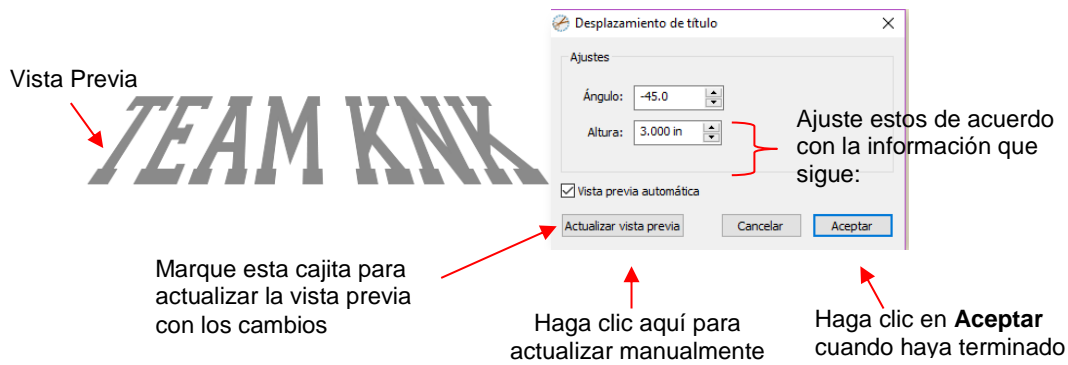 Desplazamiento de título
Ajustes
Vista Previa
Ángulo: -45.0
TEAM KNK
Altura: 3.000 in
Ajuste estos de acuerdo
con la información que
sigue:
Vista previa automática
Actualizar vista previa
Cancelar
Aceptar
Marque esta cajita para
actualizar la vista previa
con los cambios
Haga clic aquí para
actualizar manualmente
Haga clic en Aceptar
cuando haya terminado